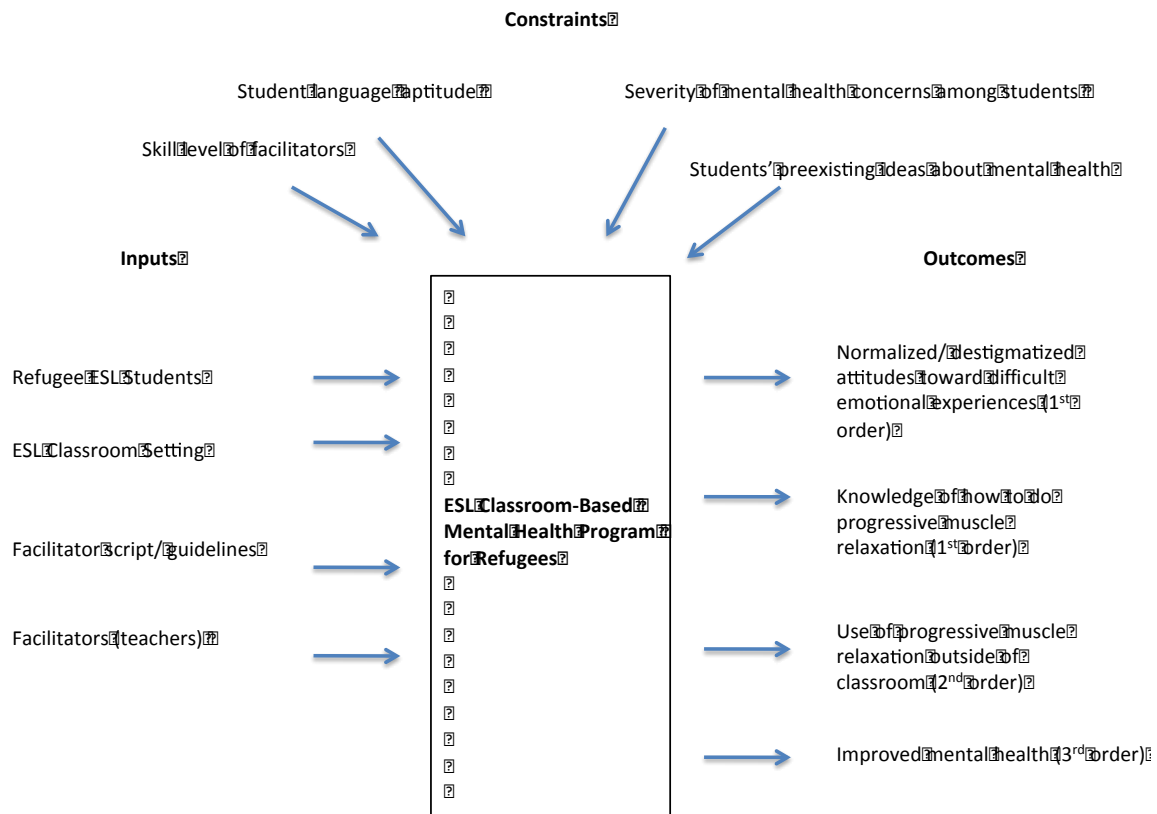 Constraints
Student language aptitude
Severity of mental health concerns among students
Skill level of facilitators
Students' preexisting ideas about mental health
Inputs
Outcomes
Refugee ESL Students
ESL Classroom Setting
Facilitator script/ guidelines
Facilitators (teachers)
ESL Classroom-Based
Mental Health Program
for Refugees
Normalized/ destigmatized
attitudes toward difficult
emotional experiences (1st
order)
Knowledge of how to do
progressive muscle
relaxation (1st order)
Use of progressive muscle
relaxation outside of
classroom (2nd order)
Improved mental health (3rd order)